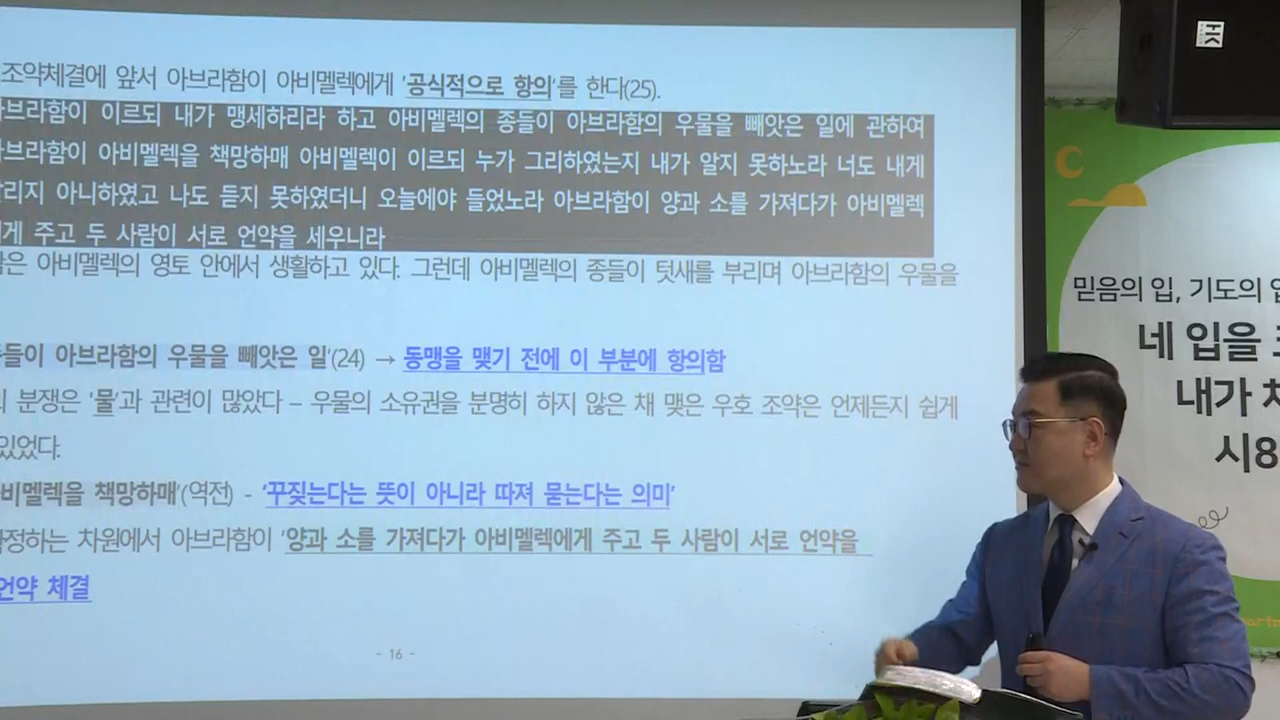 조약체결에 앞서 아브라함이 아비멜렉에게 '공식적으로 항의'를 한다(25).
브라함이 이르되 내가 맹세하리라 하고 아비멜렉의 종들이 아브라함의 우물을 빼앗은 일에 관하여
브라함이 아비멜렉을 책망하매 아비멜렉이 이르되 누가 그리하였는지 내가 알지 못하노라 너도 내게
리지 아니하였고 나도 듣지 못하였더니 오늘에야 들었노라 아브라함이 양과 소를 가져다가 아비멜렉
게 주고 두 사람이 서로 언약을 세우니라
은 아비멜렉의 영토 안에서 생활하고 있다. 그런데 아비멜렉의 종들이 텃새를 부리며 아브라함의 우물을
들이 아브라함의 우물을 빼앗은 일'(24) → 동맹을 맺기 전에 이 부분에 항의함
분쟁은 '물'과 관련이 많았다 – 우물의 소유권을 분명히 하지 않은 채 맺은 우호 조약은 언제든지 쉽게
있었다.
비멜렉을 책망하매'(역전) - '꾸짖는다는 뜻이 아니라 따져 묻는다는 의미'
정하는 차원에서 아브라함이 '양과 소를 가져다가 아비멜렉에게 주고 두 사람이 서로 언약을
언약 체결
- 16 -
믿음의 입, 기도의
네 입을
내가
시8